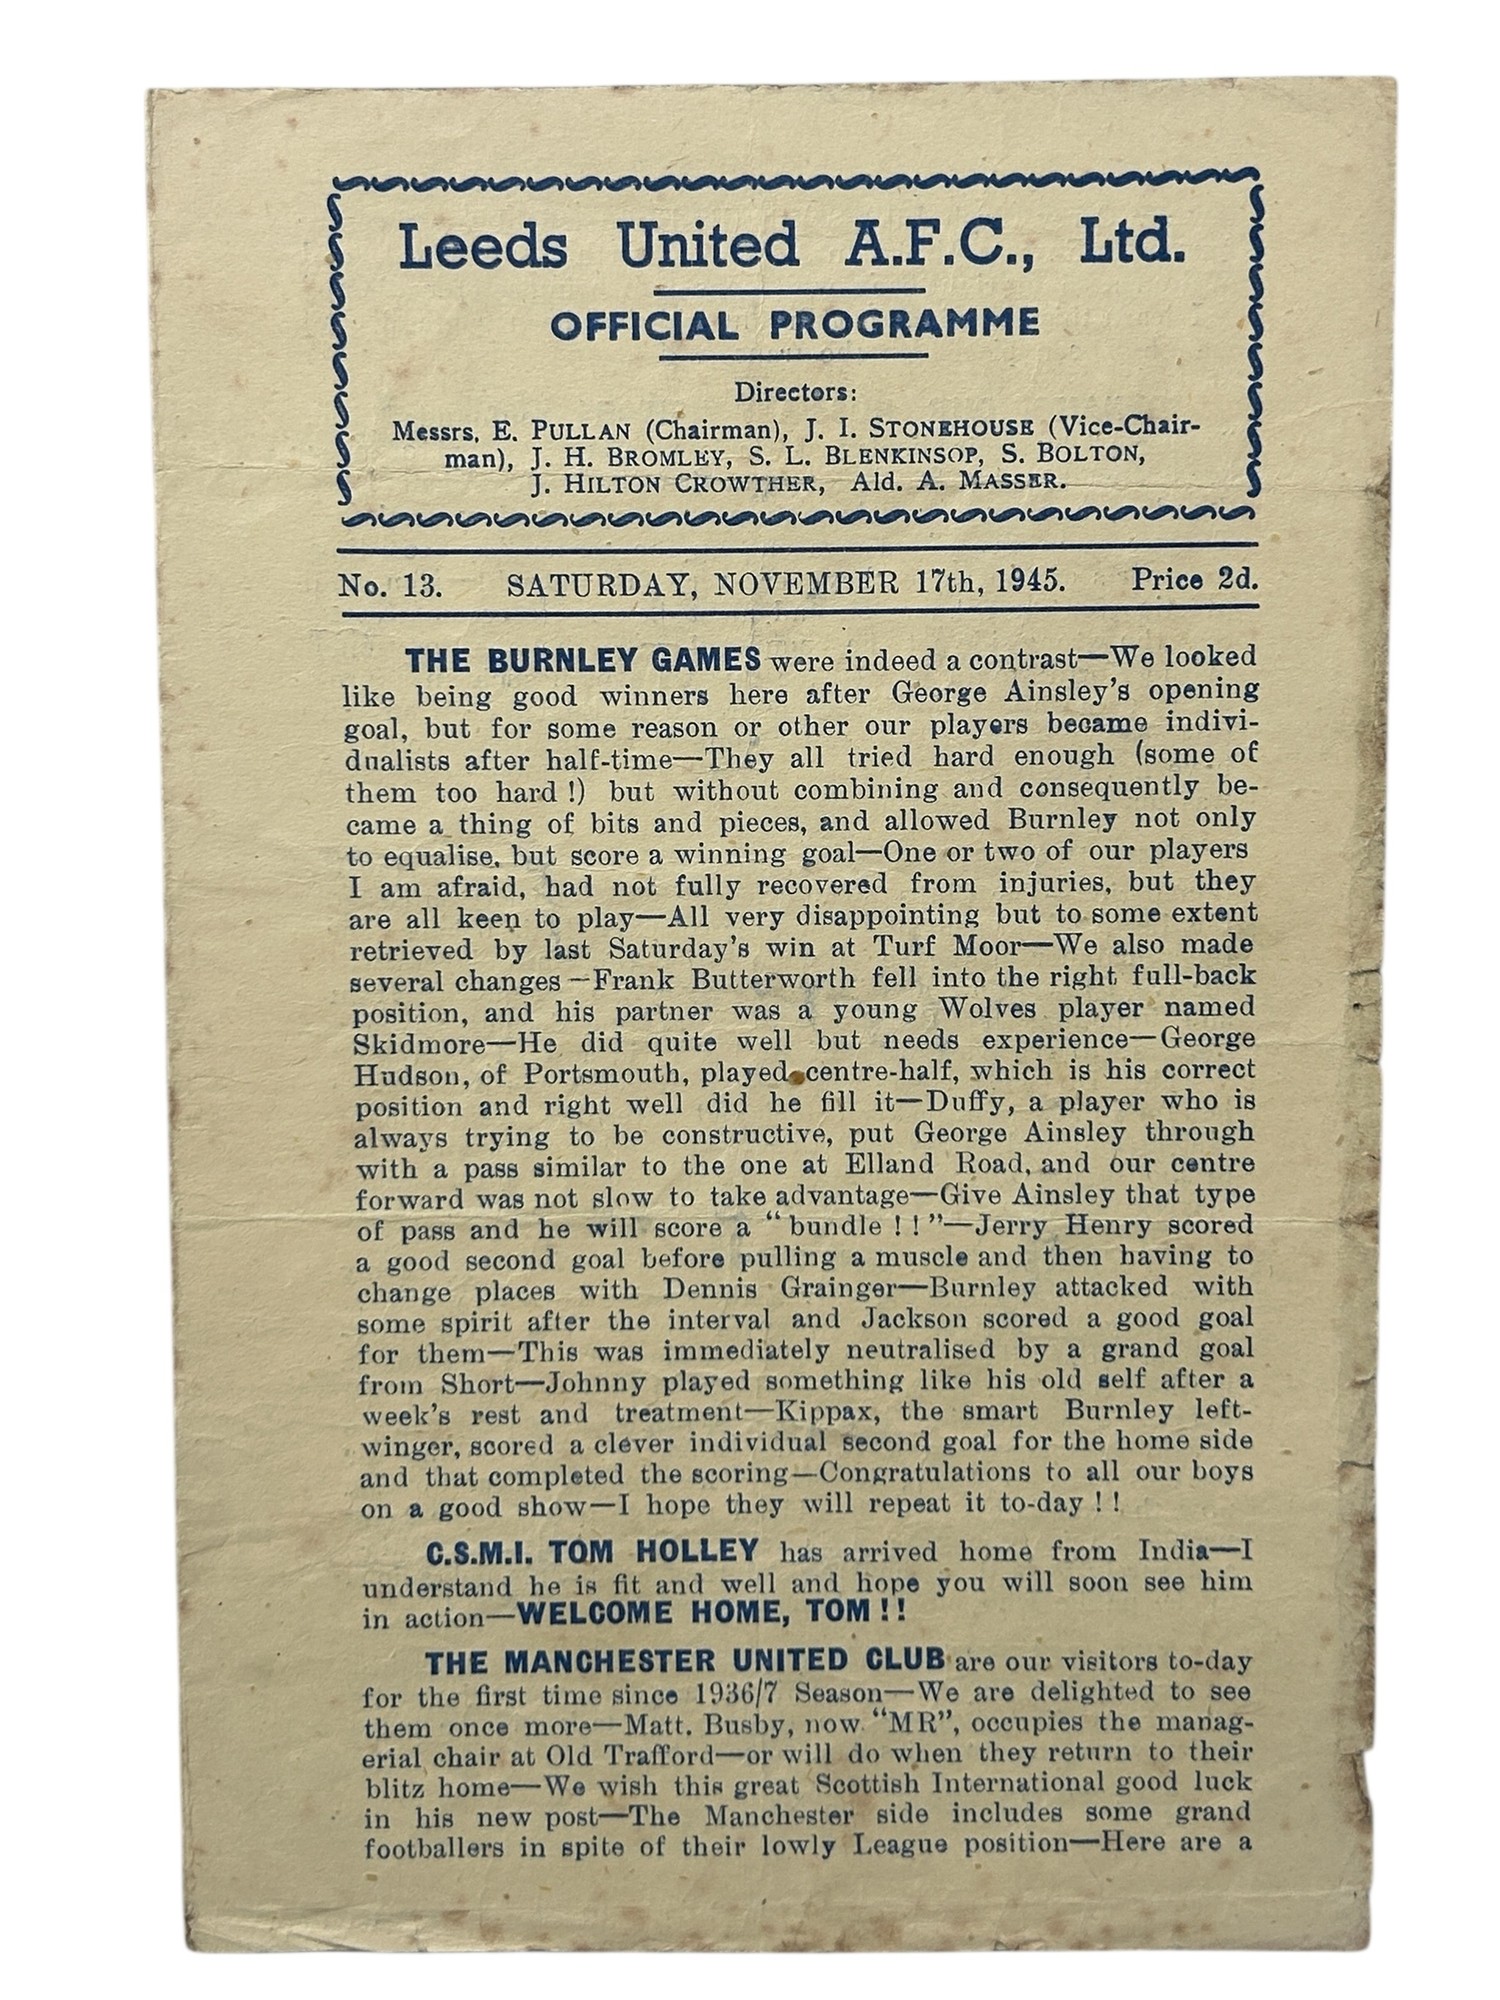 Leeds United A.F.C., Ltd.
OFFICIAL PROGRAMME
Directors:
Messrs. E. PULLAN (Chairman), J. I. STONEHOUSE (Vice-Chair-
man), J. H. BROMLEY, S. L. BLENKINSOP, S. BOLTON,
J. HILTON CROWTHER, Ald. A. MASSER.
No. 13. SATURDAY, NOVEMBER 17th, 1945. Price 2d.
THE BURNLEY GAMES were indeed a contrast—We looked
like being good winners here after George Ainsley's opening
goal, but for some reason or other our players became indivi-
dualists after half-time—They all tried hard enough (some of
them too hard !) but without combining and consequently be-
came a thing of bits and pieces, and allowed Burnley not only
to equalise, but score a winning goal—One or two of our players
I am afraid, had not fully recovered from injuries, but they
are all keen to play—All very disappointing but to some extent
retrieved by last Saturday's win at Turf Moor—We also made
several changes—Frank Butterworth fell into the right full-back
position, and his partner was a young Wolves player named
Skidmore—He did quite well but needs experience—George
Hudson, of Portsmouth, played centre-half, which is his correct
position and right well did he fill it—Duffy, a player who is
always trying to be constructive, put George Ainsley through
with a pass similar to the one at Elland Road, and our centre
forward was not slow to take advantage—Give Ainsley that type
of pass and he will score a "bundle ! !"—Jerry Henry scored
a good second goal before pulling a muscle and then having to
change places with Dennis Grainger—Burnley attacked with
some spirit after the interval and Jackson scored a good goal
for them—This was immediately neutralised by a grand goal
from Short—Johnny played something like his old self after a
week's rest and treatment—Kippax, the smart Burnley left-
winger, scored a clever individual second goal for the home side
and that completed the scoring—Congratulations to all our boys
on a good show—I hope they will repeat it to-day ! !
C.S.M.I. TOM HOLLEY has arrived home from India—I
understand he is fit and well and hope you will soon see him
in action—WELCOME HOME, TOM ! !
THE MANCHESTER UNITED CLUB are our visitors to-day
for the first time since 1936/7 Season—We are delighted to see
them once more—Matt. Busby, now "MR", occupies the manag-
erial chair at Old Trafford—or will do when they return to their
blitz home—We wish this great Scottish International good luck
in his new post—The Manchester side includes some grand
footballers in spite of their lowly League position—Here are a